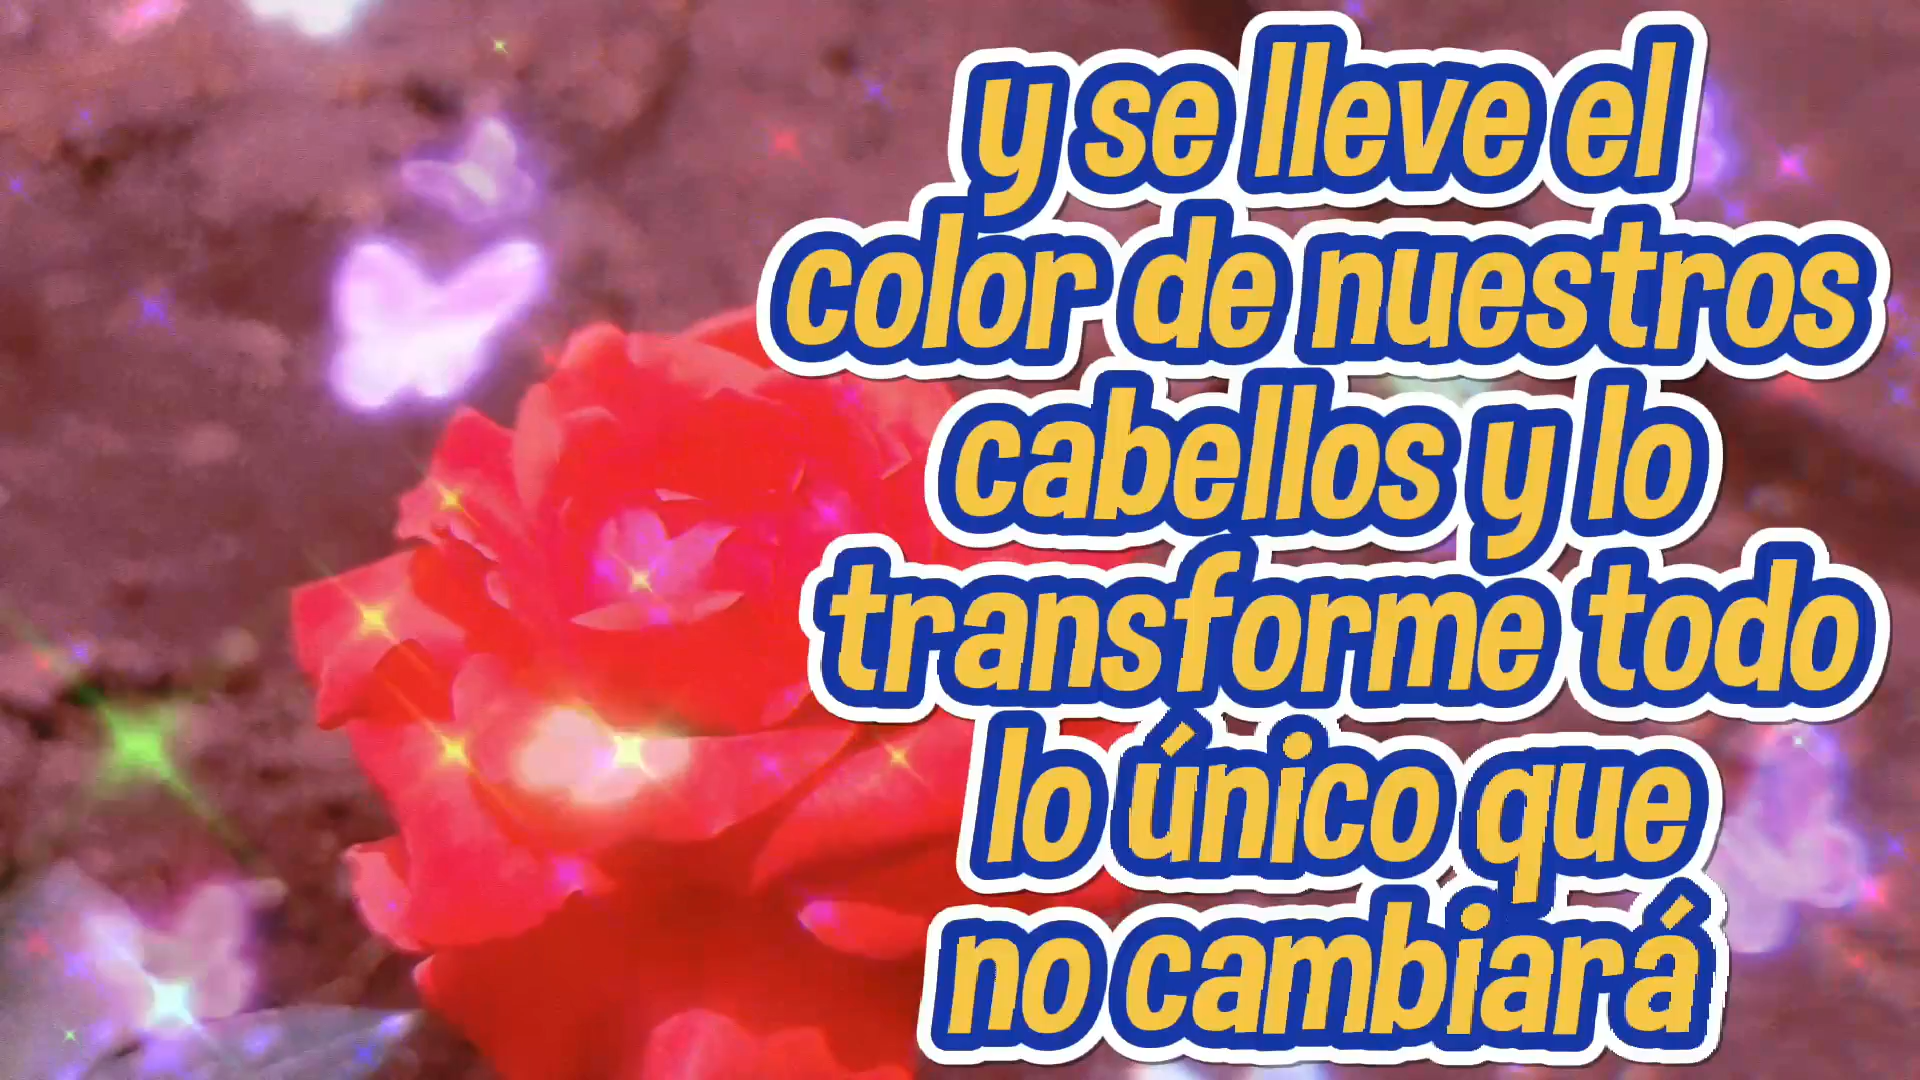 y se lleve el
color de nuestros
cabellos y lo
transforme todo
lo único que
no cambiará